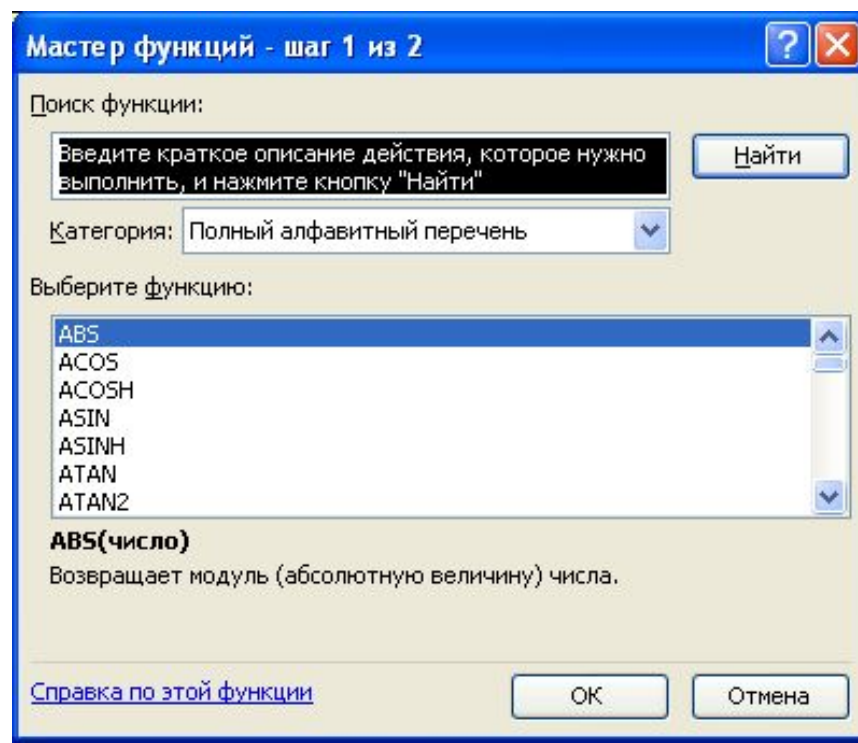 Мастер функций - шаг 1 из 2
Поиск функции:
Введите краткое описание действия, которое нужно
выполнить, и нажмите кнопку "Найти"
Найти
Категория: Полный алфавитный перечень
Выберите функцию:
ABS
ACOS
ACOSH
ASIN
ASINH
ATAN
ATAN2
ABS(число)
Возвращает модуль (абсолютную величину) числа.
Справка по этой функции
ОК
Отмена